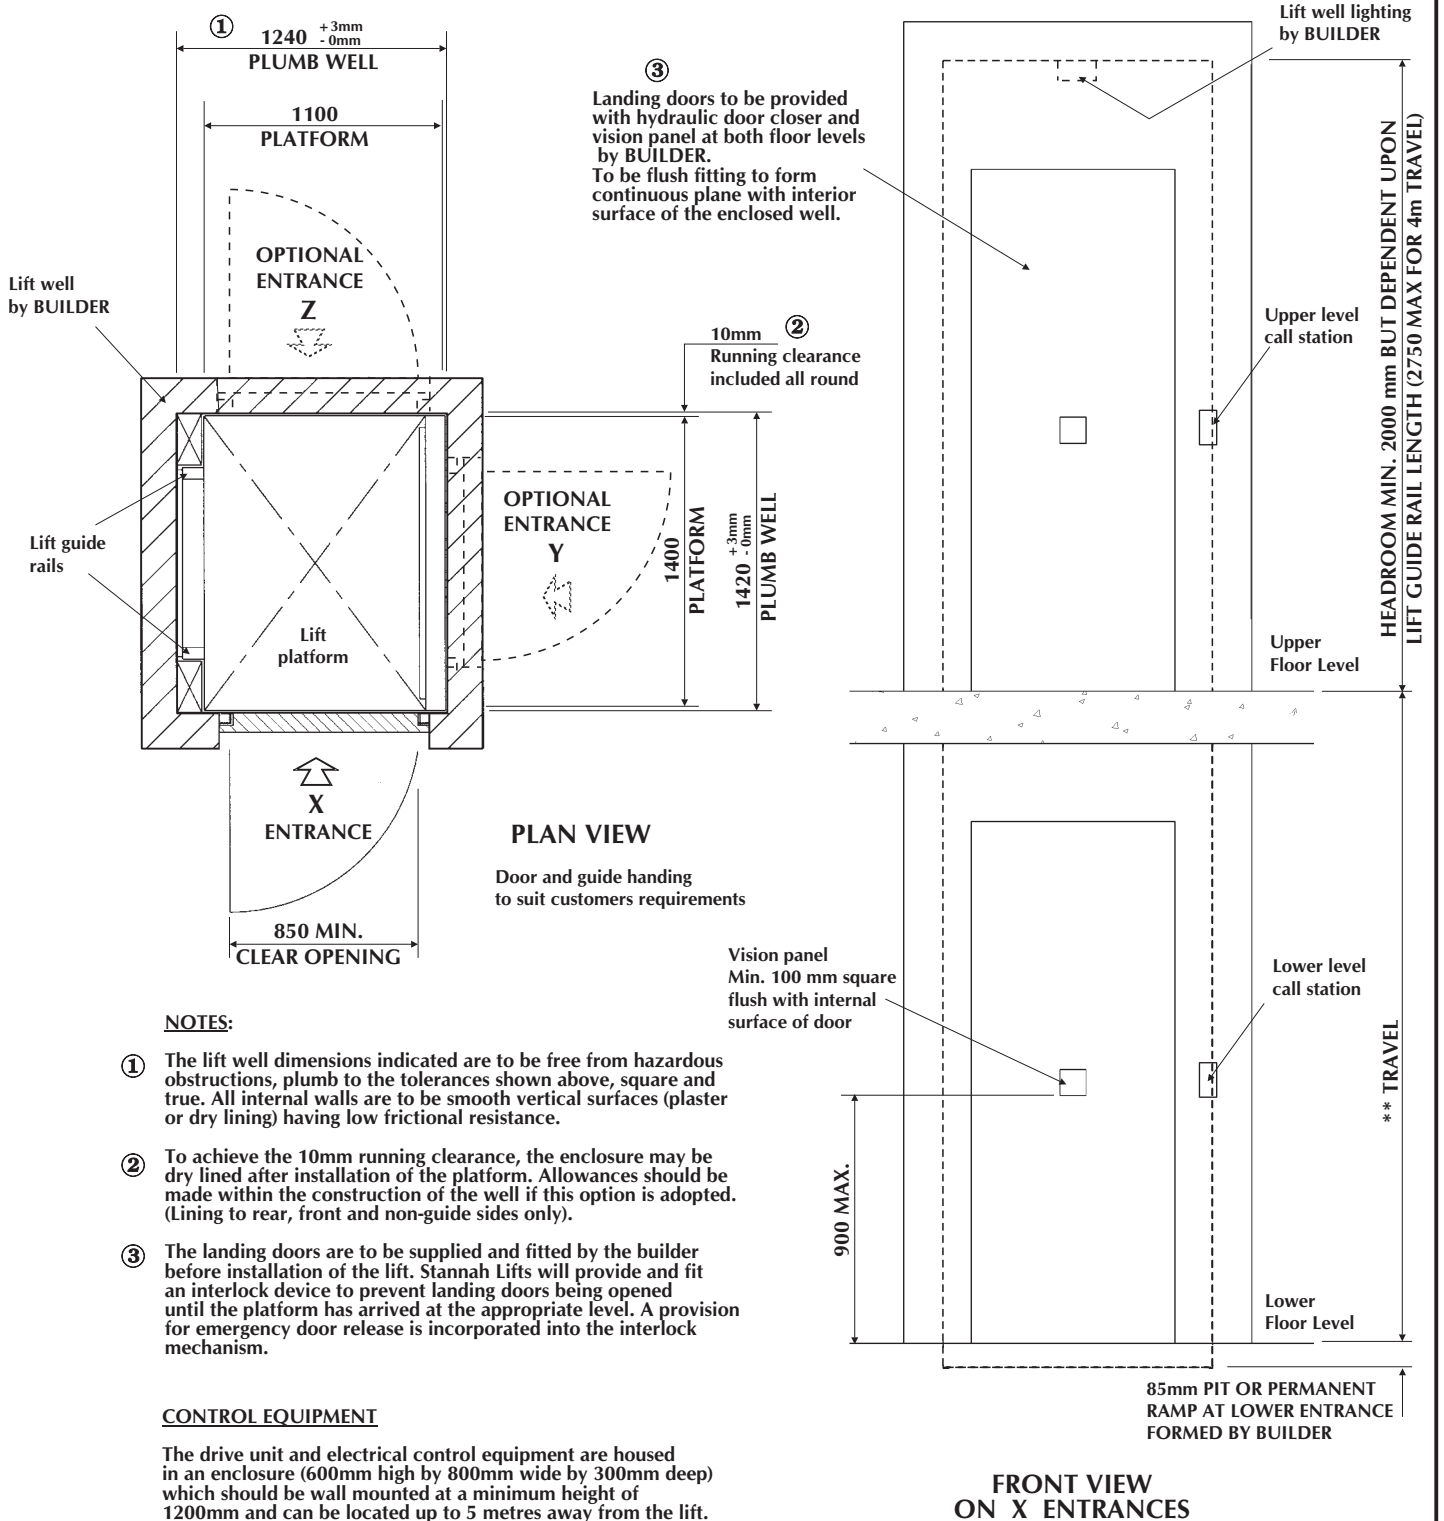 ①
1240 +3mm
- 0mm
PLUMB WELL
1100
PLATFORM
OPTIONAL
ENTRANCE
Z
Lift well
by BUILDER
Lift guide
rails
Lift
platform
OPTIONAL
ENTRANCE
Y
X
ENTRANCE
850 MIN.
CLEAR OPENING
③
Landing doors to be provided
with hydraulic door closer and
vision panel at both floor levels
by BUILDER.
To be flush fitting to form
continuous plane with interior
surface of the enclosed well.
10mm ②
Running clearance
included all round
1400
PLATFORM
1420 +3mm
- 0mm
PLUMB WELL
PLAN VIEW
Door and guide handing
to suit customers requirements
Lift well lighting
by BUILDER
HEADROOM MIN. 2000 mm BUT DEPENDENT UPON
LIFT GUIDE RAIL LENGTH (2750 MAX FOR 4m TRAVEL)
Upper level
call station
Upper
Floor Level
Vision panel
Min. 100 mm square
flush with internal
surface of door
Lower level
call station
** TRAVEL
900 MAX.
Lower
Floor Level
85mm PIT OR PERMANENT
RAMP AT LOWER ENTRANCE
FORMED BY BUILDER
FRONT VIEW
ON X ENTRANCES
NOTES:
① The lift well dimensions indicated are to be free from hazardous
obstructions, plumb to the tolerances shown above, square and
true. All internal walls are to be smooth vertical surfaces (plaster
or dry lining) having low frictional resistance.
② To achieve the 10mm running clearance, the enclosure may be
dry lined after installation of the platform. Allowances should be
made within the construction of the well if this option is adopted.
(Lining to rear, front and non-guide sides only).
③ The landing doors are to be supplied and fitted by the builder
before installation of the lift. Stannah Lifts will provide and fit
an interlock device to prevent landing doors being opened
until the platform has arrived at the appropriate level. A provision
for emergency door release is incorporated into the interlock
mechanism.
CONTROL EQUIPMENT
The drive unit and electrical control equipment are housed
in an enclosure (600mm high by 800mm wide by 300mm deep)
which should be wall mounted at a minimum height of
1200mm and can be located up to 5 metres away from the lift.